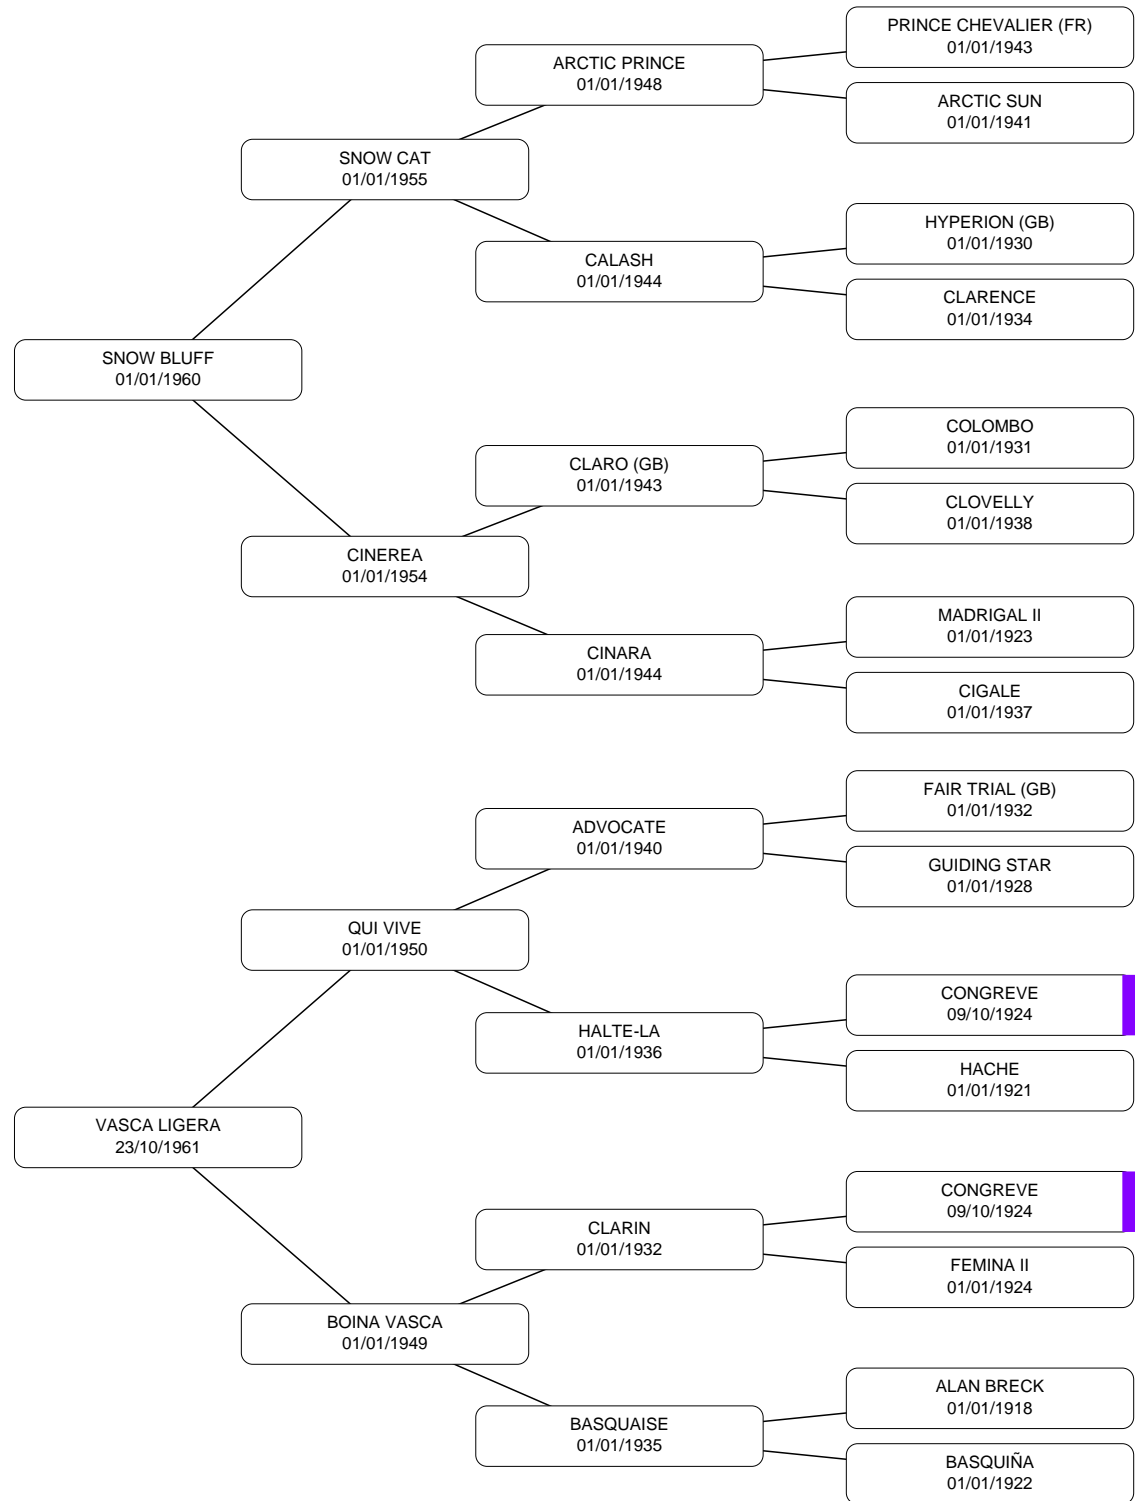 PRINCE CHEVALIER (FR)
01/01/1943
ARCTIC PRINCE
01/01/1948
ARCTIC SUN
01/01/1941
SNOW CAT
01/01/1955
HYPERION (GB)
01/01/1930
CALASH
01/01/1944
CLARENCE
01/01/1934
SNOW BLUFF
01/01/1960
COLOMBO
01/01/1931
CLARO (GB)
01/01/1943
CLOVELLY
01/01/1938
CINEREA
01/01/1954
MADRIGAL II
01/01/1923
CINARA
01/01/1944
CIGALE
01/01/1937
FAIR TRIAL (GB)
01/01/1932
ADVOCATE
01/01/1940
GUIDING STAR
01/01/1928
QUI VIVE
01/01/1950
CONGREVE
09/10/1924
HALTE-LA
01/01/1936
HACHE
01/01/1921
VASCA LIGERA
23/10/1961
CONGREVE
09/10/1924
CLARIN
01/01/1932
FEMINA II
01/01/1924
BOINA VASCA
01/01/1949
ALAN BRECK
01/01/1918
BASQUAISE
01/01/1935
BASQUIÑA
01/01/1922